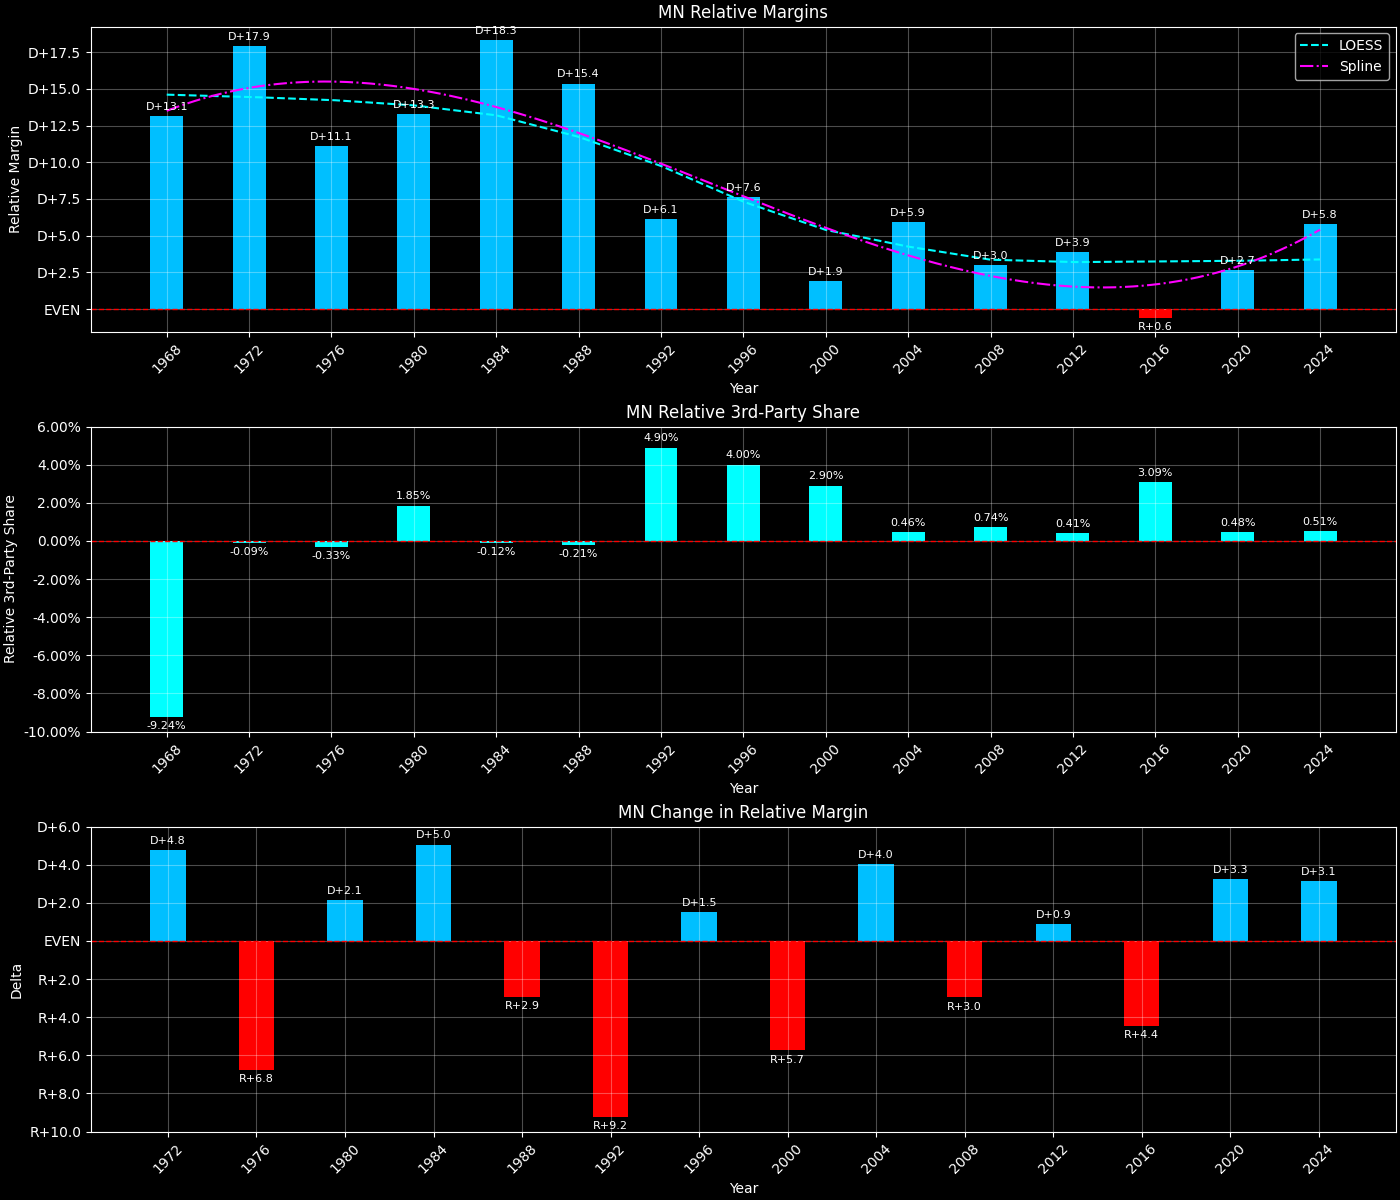 MN Relative Margins
Relative Margin
D+17.5
D+15.0
D+12.5
D+10.0
D+7.5
D+5.0
D+2.5
EVEN
D+13.1
D+17.9
D+11.1
D+13.3
D+18.3
D+15.4
D+6.1
D+7.6
D+1.9
D+5.9
D+3.0
D+3.9
R+0.6
D+2.7
D+5.8
LOESS
Spline
1968
1972
1976
1980
1984
1988
1992
1996
2000
2004
2008
2012
2016
2020
2024
Year
MN Relative 3rd-Party Share
Relative 3rd-Party Share
6.00%
4.00%
2.00%
0.00%
-2.00%
-4.00%
-6.00%
-8.00%
-10.00%
-9.24%
-0.09%
-0.33%
1.85%
-0.12%
-0.21%
4.90%
4.00%
2.90%
0.46%
0.74%
0.41%
3.09%
0.48%
0.51%
1968
1972
1976
1980
1984
1988
1992
1996
2000
2004
2008
2012
2016
2020
2024
Year
MN Change in Relative Margin
Delta
D+6.0
D+4.0
D+2.0
EVEN
R+2.0
R+4.0
R+6.0
R+8.0
R+10.0
D+4.8
R+6.8
D+2.1
D+5.0
R+2.9
R+9.2
D+1.5
R+5.7
D+4.0
R+3.0
D+0.9
R+4.4
D+3.3
D+3.1
1972
1976
1980
1984
1988
1992
1996
2000
2004
2008
2012
2016
2020
2024
Year